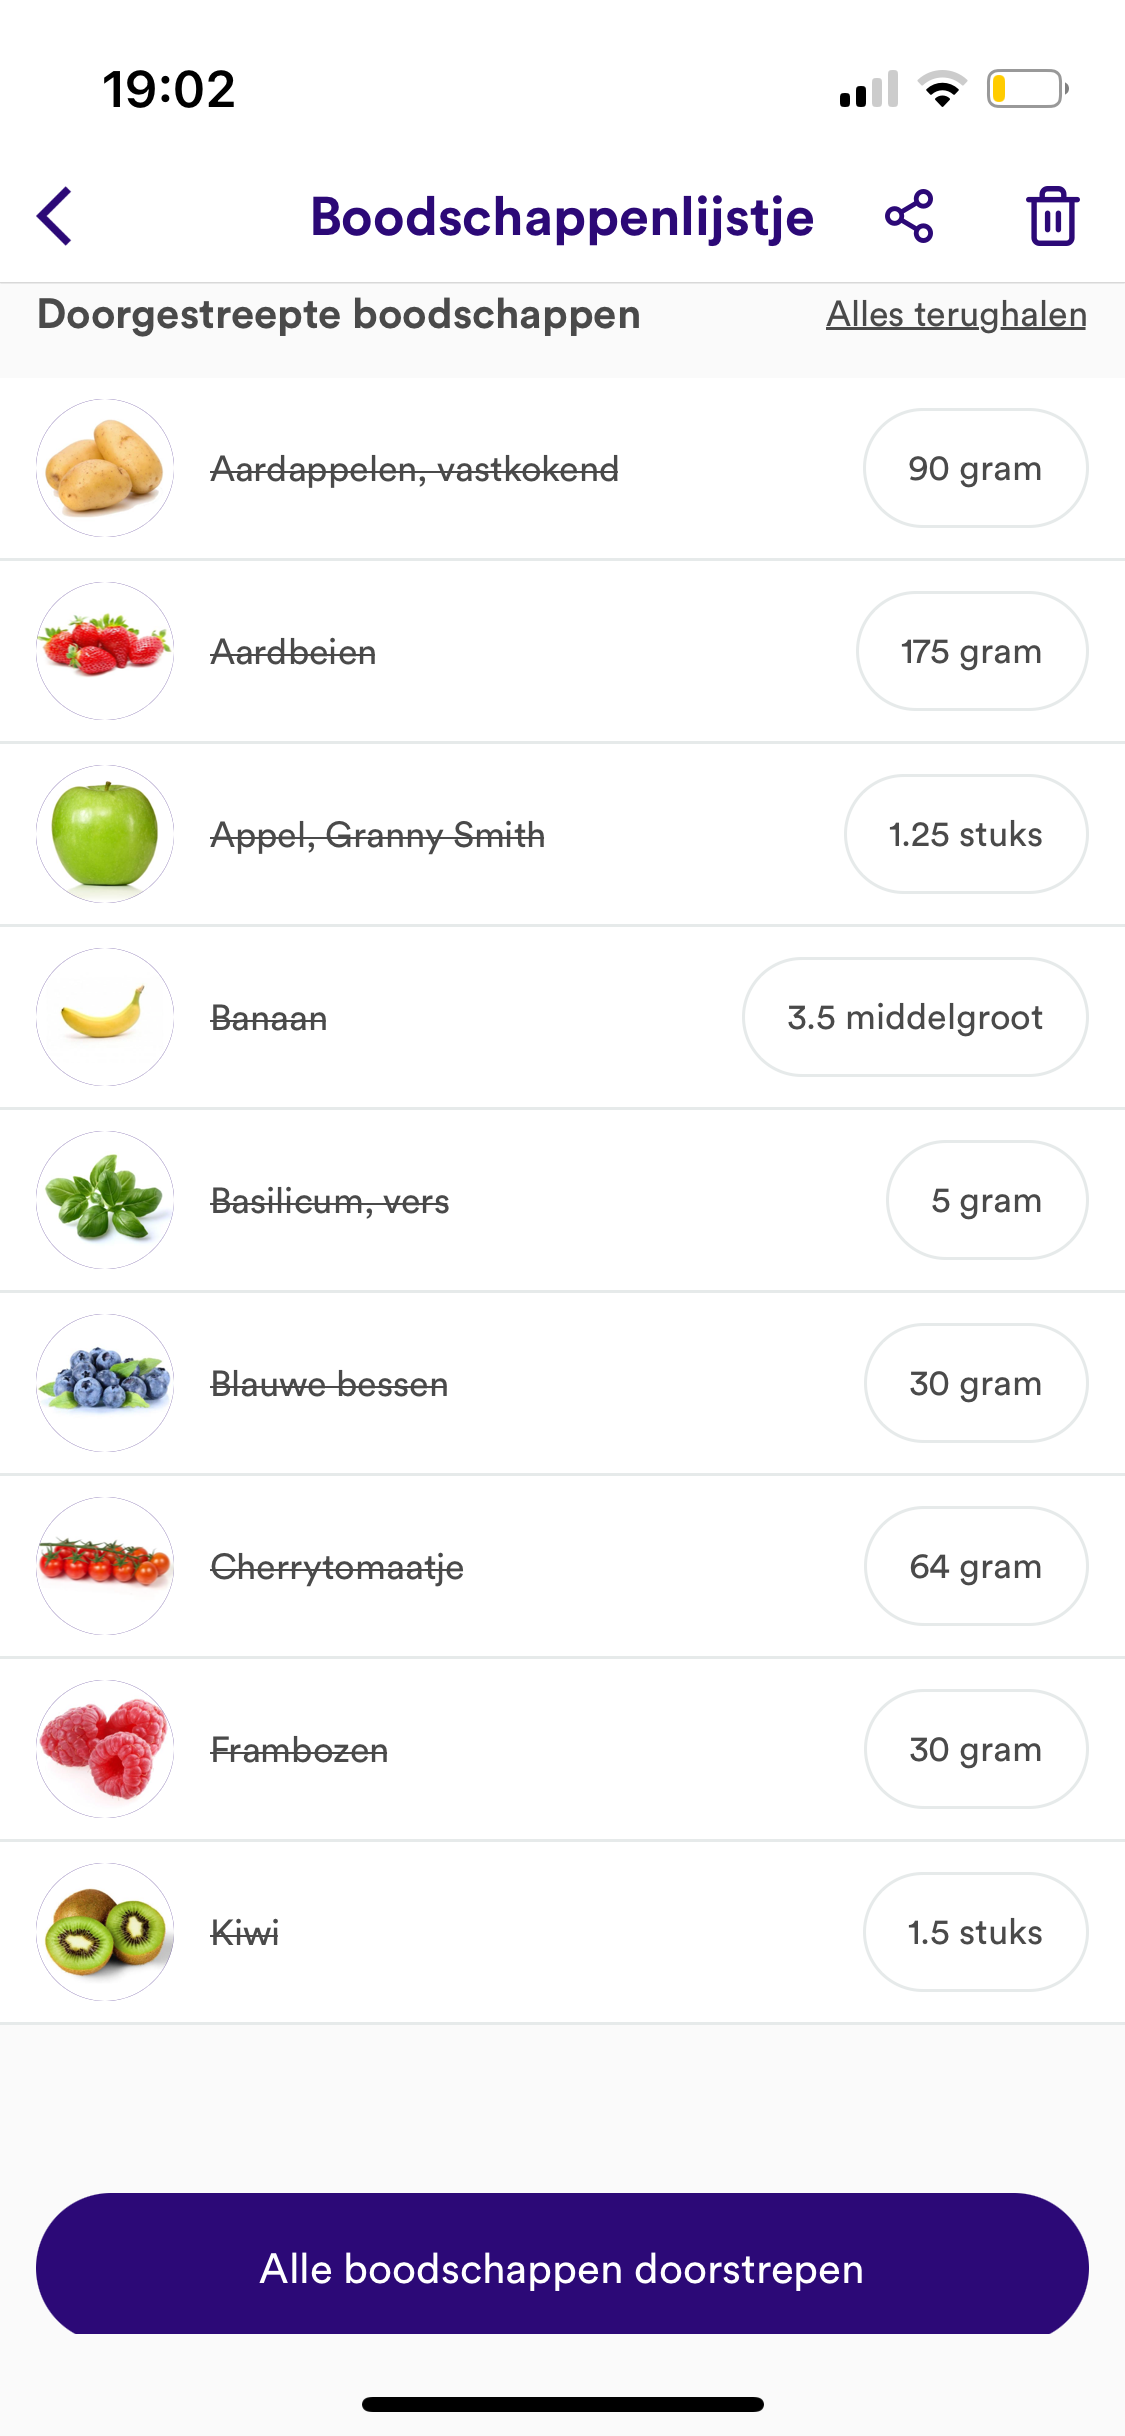 19:02
Boodschappenlijstje
Doorgestreepte boodschappen Alles terughalen
Aardappelen, vastkokend 90 gram
Aardbeien 175 gram
Appel, Granny Smith 1.25 stuks
Banaan 3.5 middelgroot
Basilicum, vers 5 gram
Blauwe bessen 30 gram
Cherrytomaatje 64 gram
Frambozen 30 gram
Kiwi 1.5 stuks
Alle boodschappen doorstrepen